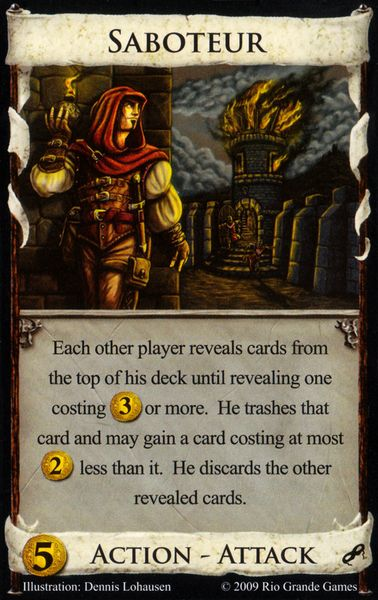 SABOTEUR
Each other player reveals cards from
the top of his deck until revealing one
costing 3 or more. He trashes that
card and may gain a card costing at most
2 less than it. He discards the other
revealed cards.
5 ACTION - ATTACK
Illustration: Dennis Lohausen © 2009 Rio Grande Games